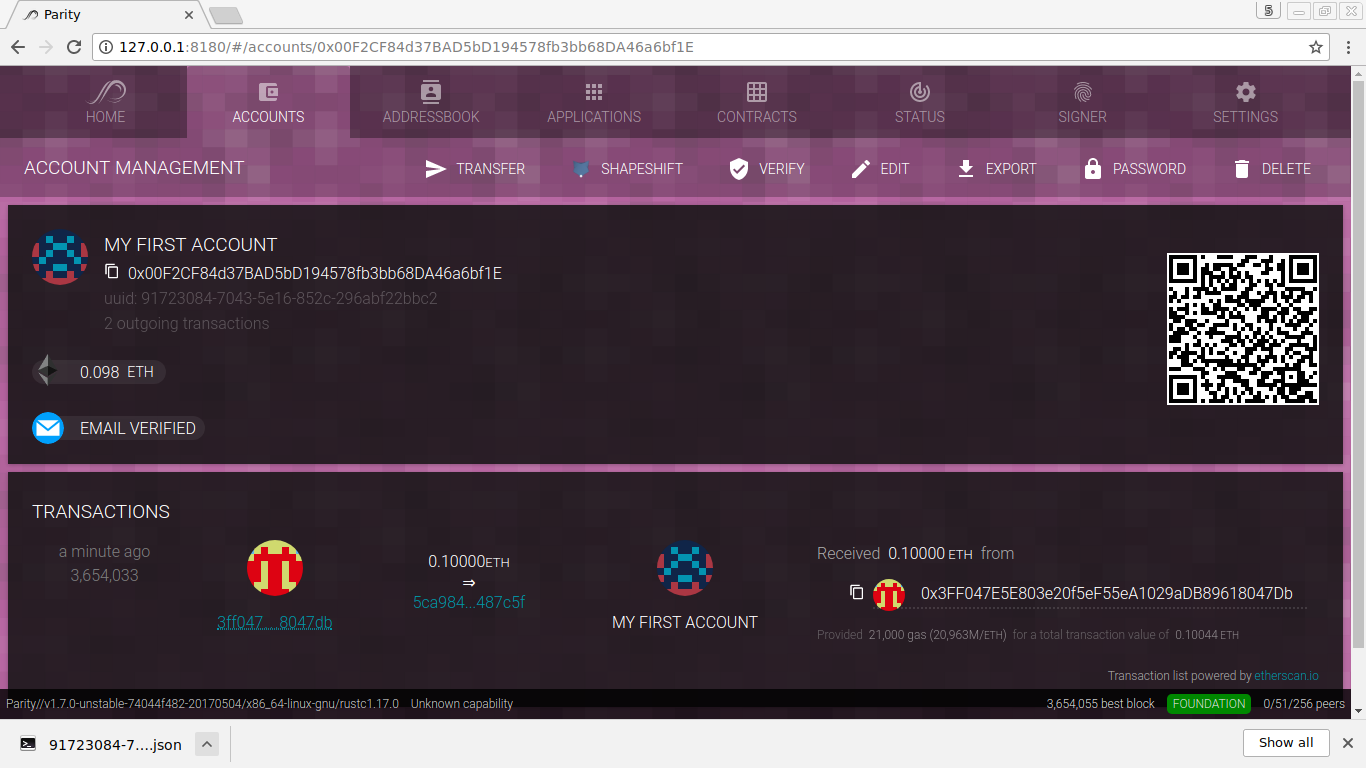 Parity
5
127.0.0.1:8180/#/accounts/0x00F2CF84d37BAD5bD194578fb3bb68DA46a6bf1E
HOME ACCOUNTS ADDRESSBOOK APPLICATIONS CONTRACTS STATUS SIGNER SETTINGS
ACCOUNT MANAGEMENT TRANSFER SHAPESHIFT VERIFY EDIT EXPORT PASSWORD DELETE
MY FIRST ACCOUNT
0x00F2CF84d37BAD5bD194578fb3bb68DA46a6bf1E
uuid: 91723084-7043-5e16-852c-296abf22bbc2
2 outgoing transactions
0.098 ETH
EMAIL VERIFIED
TRANSACTIONS
a minute ago
3,654,033
3ff047...8047db
0.10000ETH
⇒
5ca984...487c5f
MY FIRST ACCOUNT
Received 0.10000 ETH from
0x3FF047E5E803e20f5eF55eA1029aDB89618047Db
Provided 21,000 gas (20,963M/ETH) for a total transaction value of 0.10044 ETH
Transaction list powered by etherscan.io
Parity//v1.7.0-unstable-74044f482-20170504/x86_64-linux-gnu/rustc1.17.0 Unknown capability 3,654,055 best block FOUNDATION 0/51/256 peers
91723084-7....json Show all